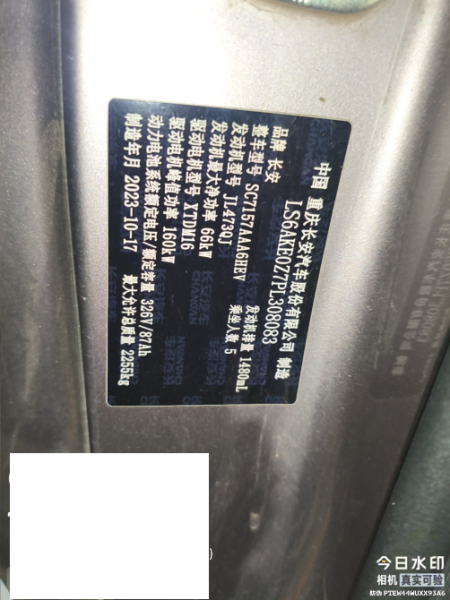 中国 重庆长安汽车股份有限公司 制造
LS6AKE0Z7PL308083
品牌 长安
整车型号 SC7157AAA6HEV 发动机排量 1480mL
发动机型号 JL473QJ 乘坐人数 5
发动机最大净功率 66kW
驱动电机型号 XTDM16
驱动电机峰值功率 160kW
动力电池系统额定电压/额定容量 326V/87Ah
制造年月 2023-10-17 最大允许总质量 2255kg
今日水印
相机 真实可验
防伪 PTEW44WUXX93A6